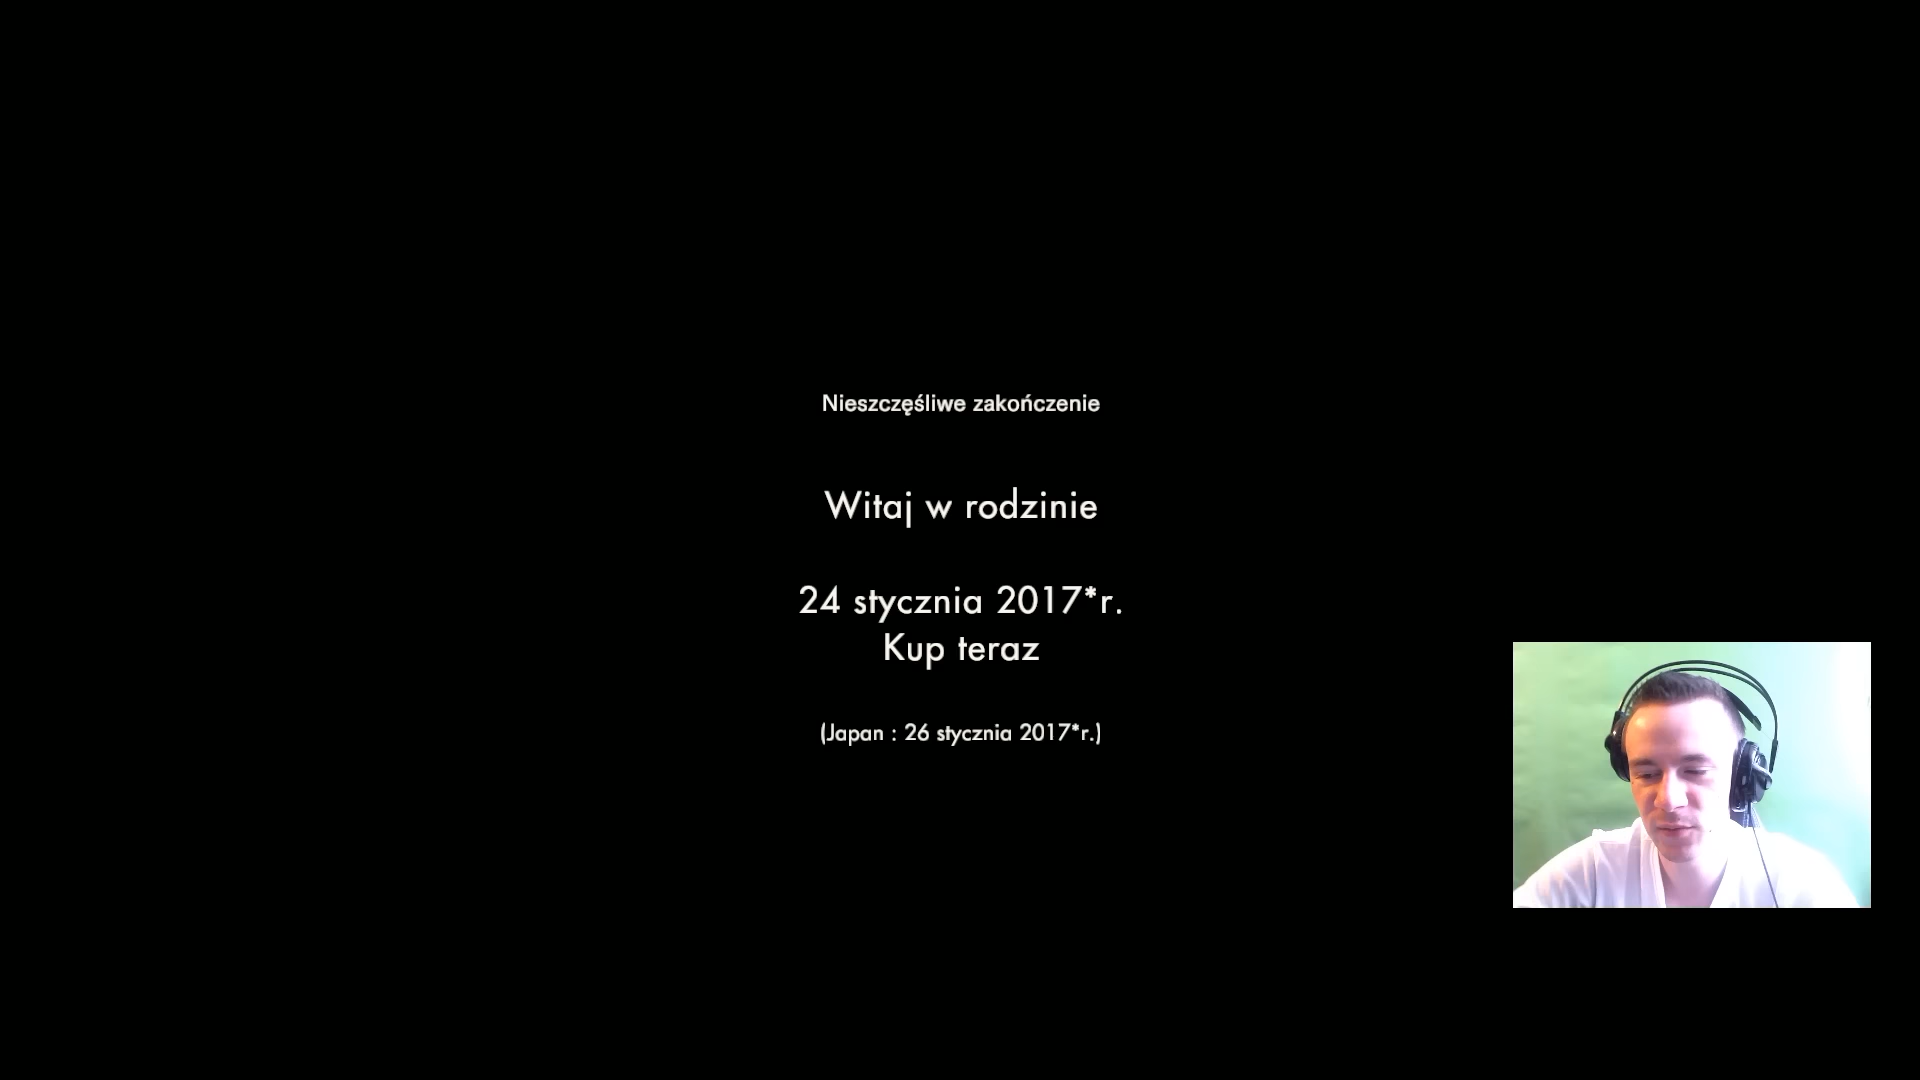 Nieszczęśliwe zakończenie
Witaj w rodzinie
24 stycznia 2017*r.
Kup teraz
(Japan : 26 stycznia 2017*r.)